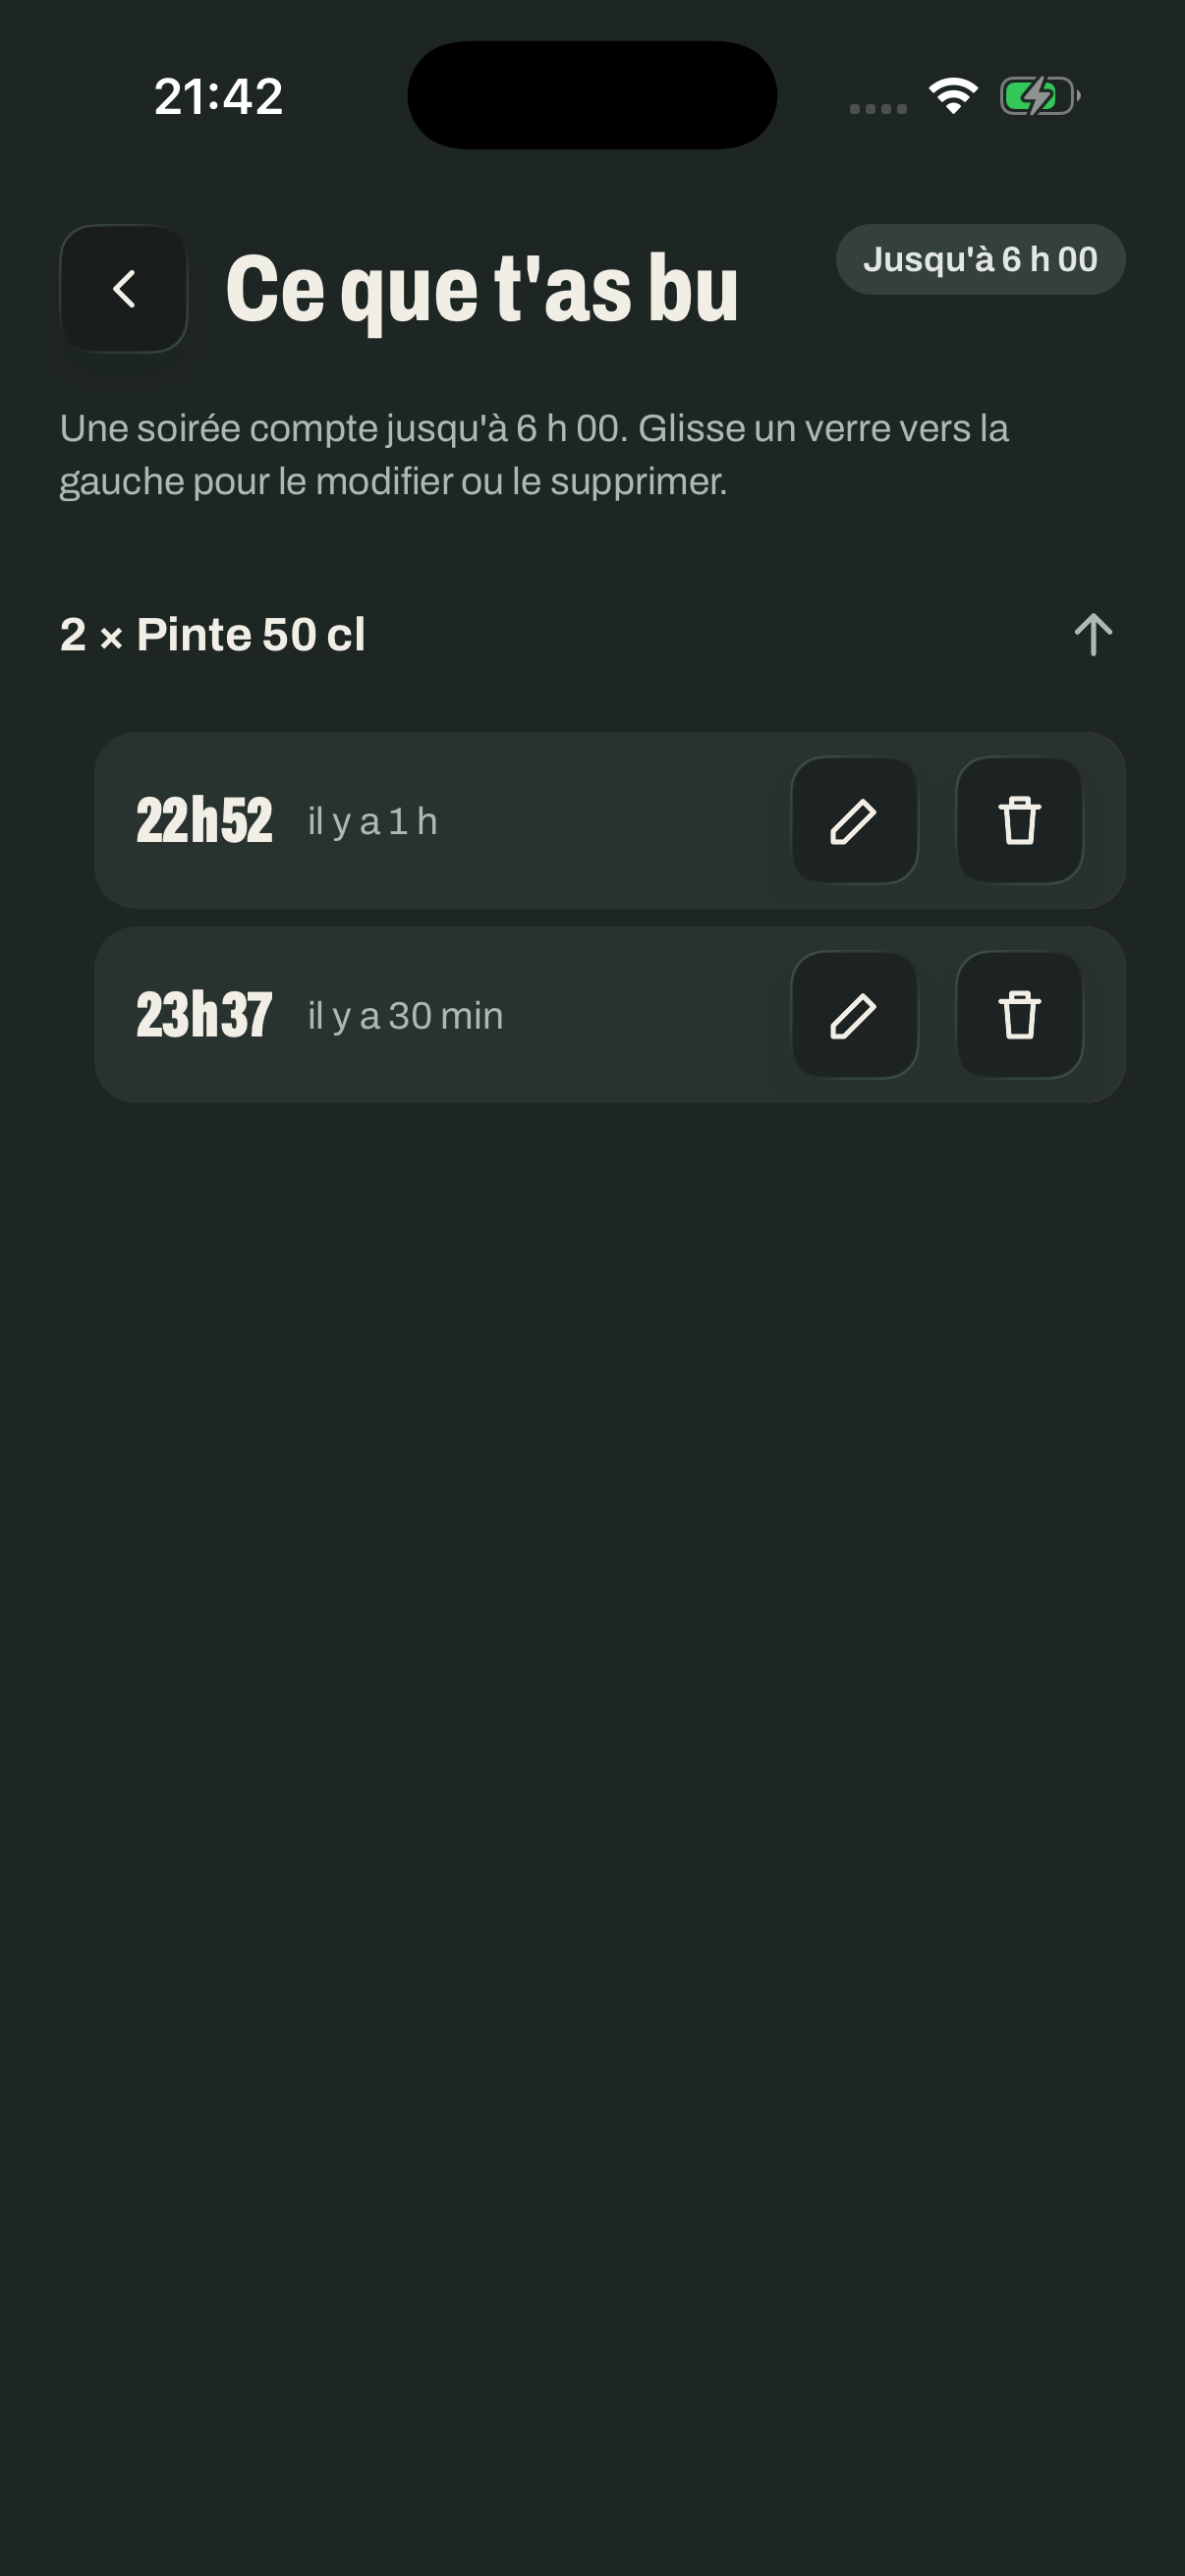 21:42
Ce que t'as bu
Jusqu'à 6 h 00
Une soirée compte jusqu'à 6 h 00. Glisse un verre vers la
gauche pour le modifier ou le supprimer.
2 × Pinte 50 cl
22h52 il y a 1 h
23h37 il y a 30 min